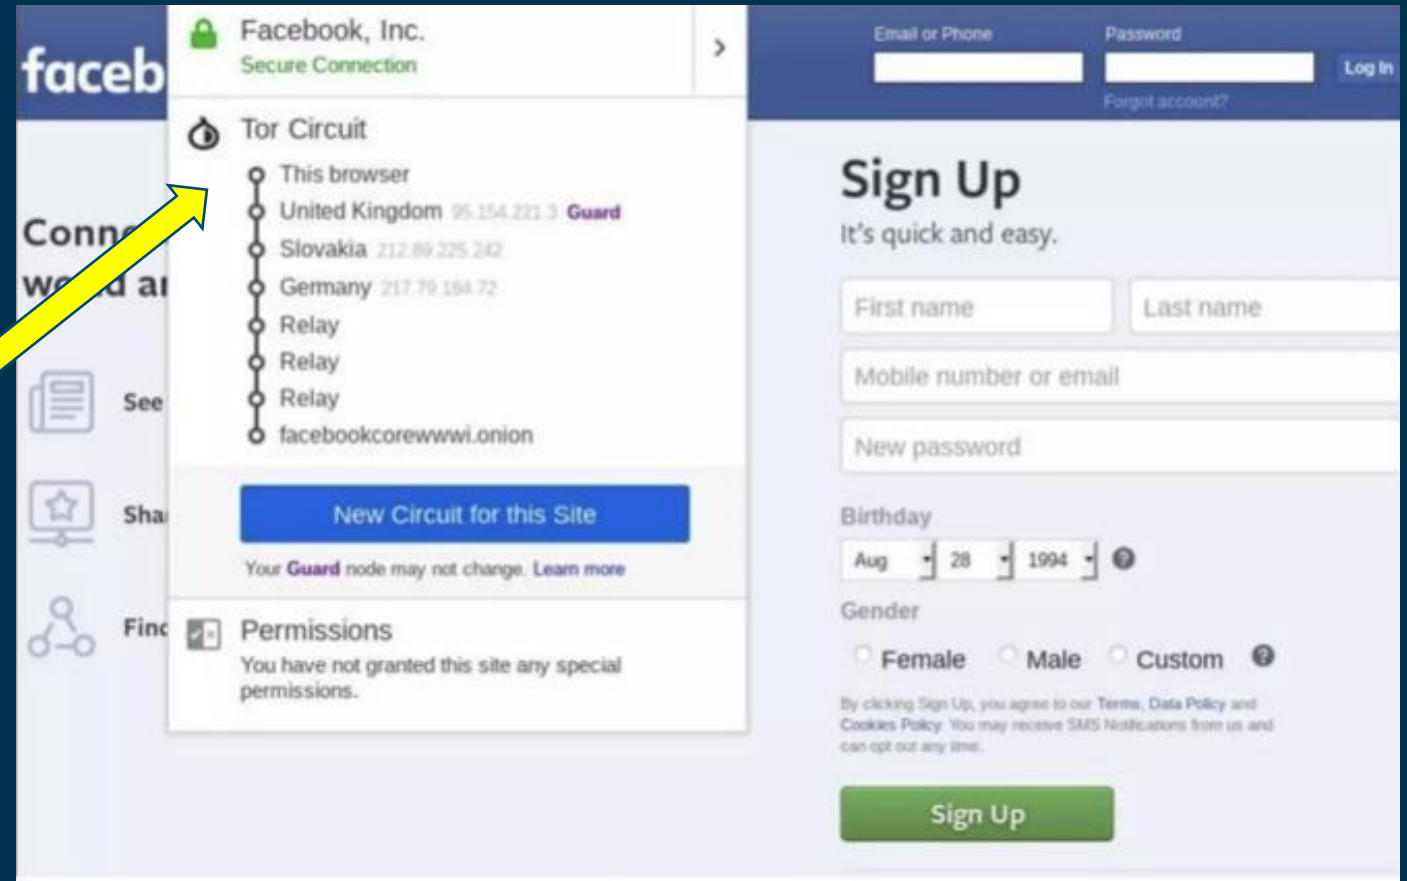 faceb
Facebook, Inc.
Secure Connection
Email or Phone
Password
Log In
Forgot account?
Tor Circuit
This browser
United Kingdom 95.154.221.3 Guard
Slovakia 212.89.225.242
Germany 217.79.184.72
Relay
Relay
Relay
facebookcorewwwi.onion
New Circuit for this Site
Your Guard node may not change. Learn more
Permissions
You have not granted this site any special
permissions.
Conne
wo d ar
See
Shar
Find
Sign Up
It's quick and easy.
First name
Last name
Mobile number or email
New password
Birthday
Aug 28 1994
Gender
Female Male Custom
By clicking Sign Up, you agree to our Terms, Data Policy and
Cookies Policy. You may receive SMS Notifications from us and
can opt out any time.
Sign Up